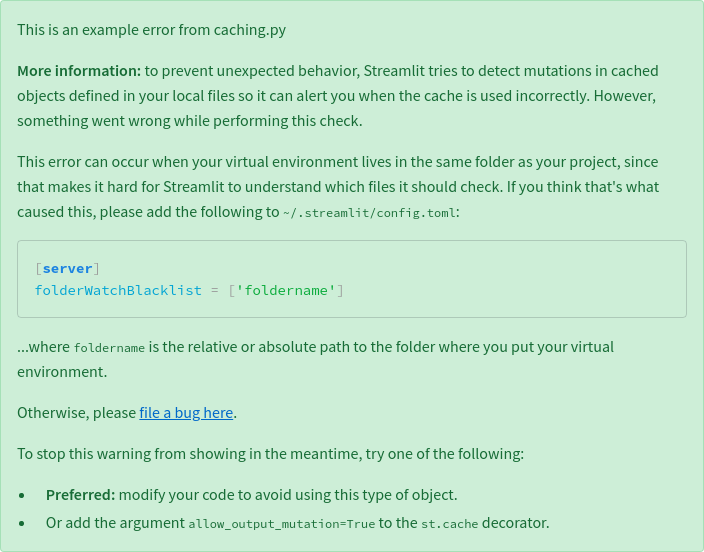 This is an example error from caching.py
More information: to prevent unexpected behavior, Streamlit tries to detect mutations in cached
objects defined in your local files so it can alert you when the cache is used incorrectly. However,
something went wrong while performing this check.
This error can occur when your virtual environment lives in the same folder as your project, since
that makes it hard for Streamlit to understand which files it should check. If you think that's what
caused this, please add the following to ~/.streamlit/config.toml:
[server]
folderWatchBlacklist = ['foldername']
...where foldername is the relative or absolute path to the folder where you put your virtual
environment.
Otherwise, please file a bug here.
To stop this warning from showing in the meantime, try one of the following:
• Preferred: modify your code to avoid using this type of object.
• Or add the argument allow_output_mutation=True to the st.cache decorator.